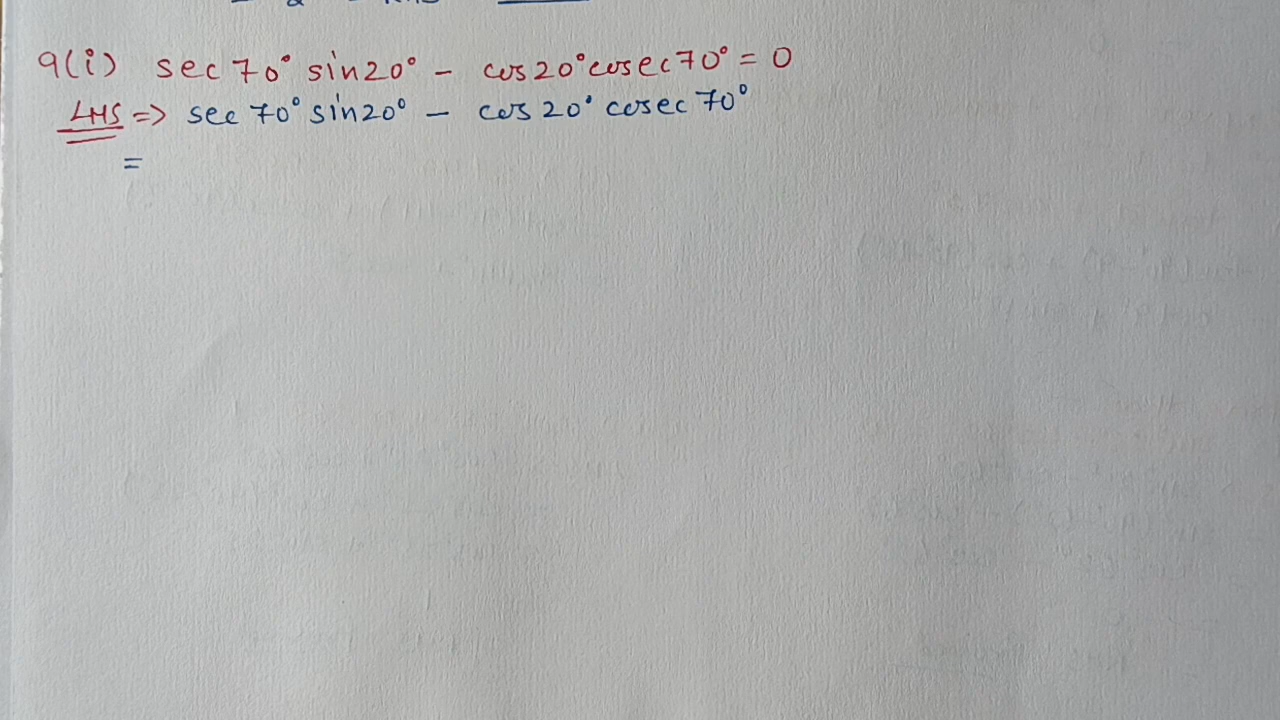 9(i) sec 70° sin 20° - cos 20° cosec 70° = 0
LHS => sec 70° sin 20° - cos 20° cosec 70°
=